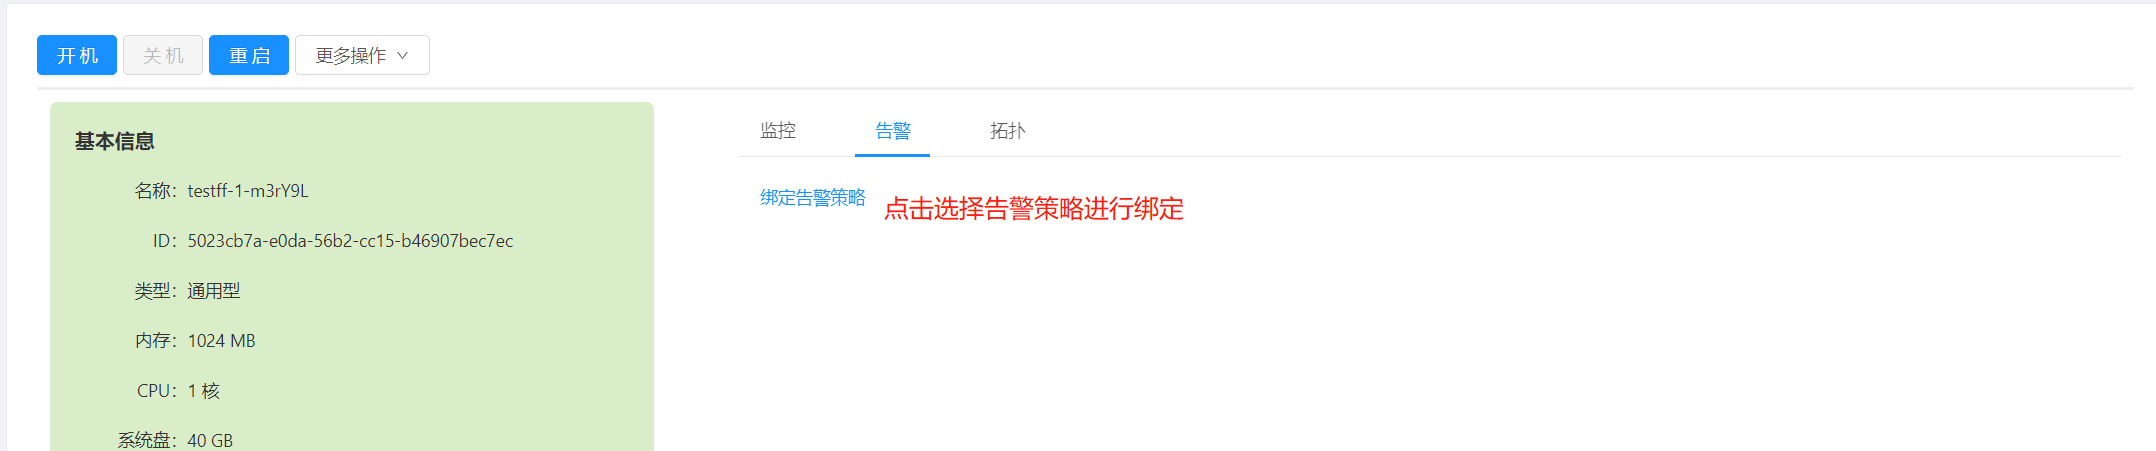 开机 关机 重启 更多操作
基本信息
名称：testff-1-m3rY9L
ID：5023cb7a-e0da-56b2-cc15-b46907bec7ec
类型：通用型
内存：1024 MB
CPU：1 核
系统盘：40 GB
监控 告警 拓扑
绑定告警策略 点击选择告警策略进行绑定